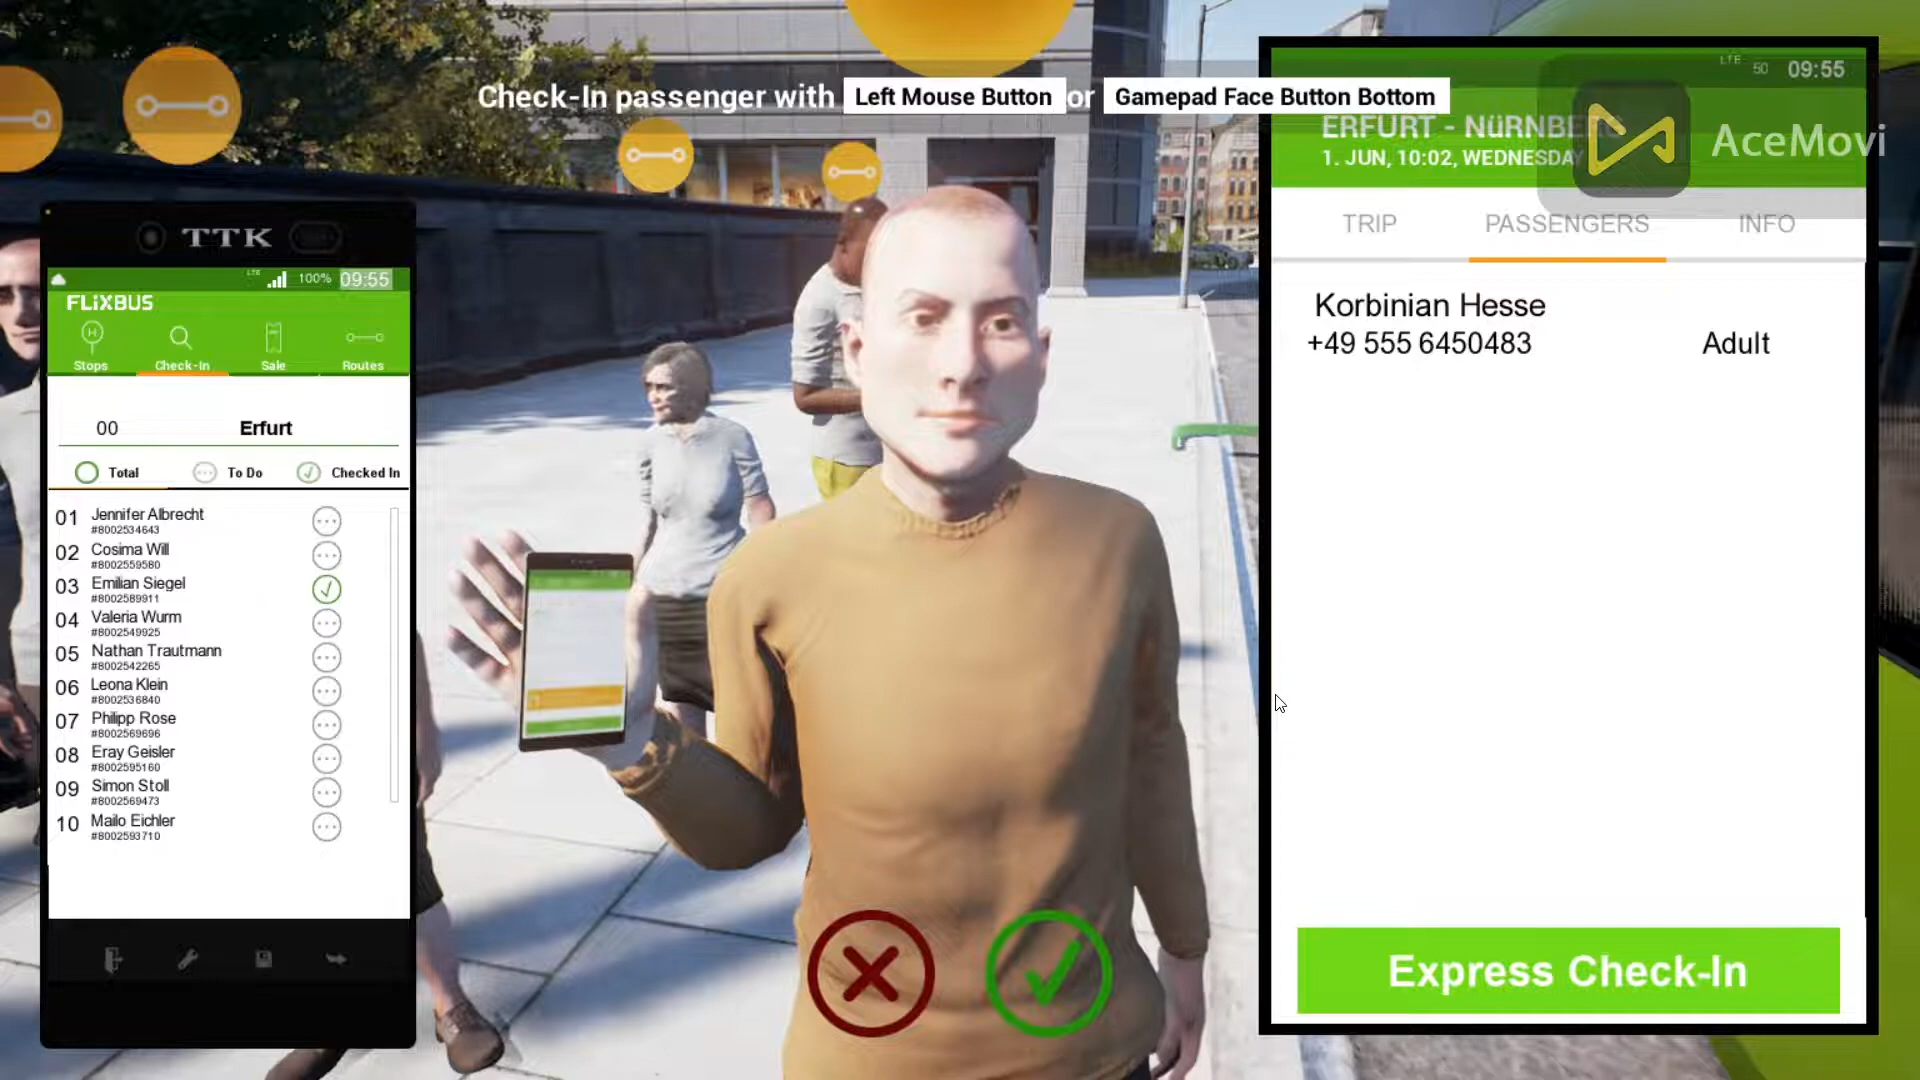 Check-In passenger with Left Mouse Button or Gamepad Face Button Bottom
TTK
LTE 100% 09:55
FLiXBUS
Stops Check-In Sale Routes
00 Erfurt
Total To Do Checked In
01 Jennifer Albrecht
#8002534643
02 Cosima Will
#8002559580
03 Emilian Siegel
#8002589911
04 Valeria Wurm
#8002549925
05 Nathan Trautmann
#8002542265
06 Leona Klein
#8002536840
07 Philipp Rose
#8002569696
08 Eray Geisler
#8002595160
09 Simon Stoll
#8002569473
10 Mailo Eichler
#8002593710
LTE 50 09:55
ERFURT - NüRNBERG
1. JUN, 10:02, WEDNESDAY
AceMovi
TRIP PASSENGERS INFO
Korbinian Hesse
+49 555 6450483 Adult
Express Check-In